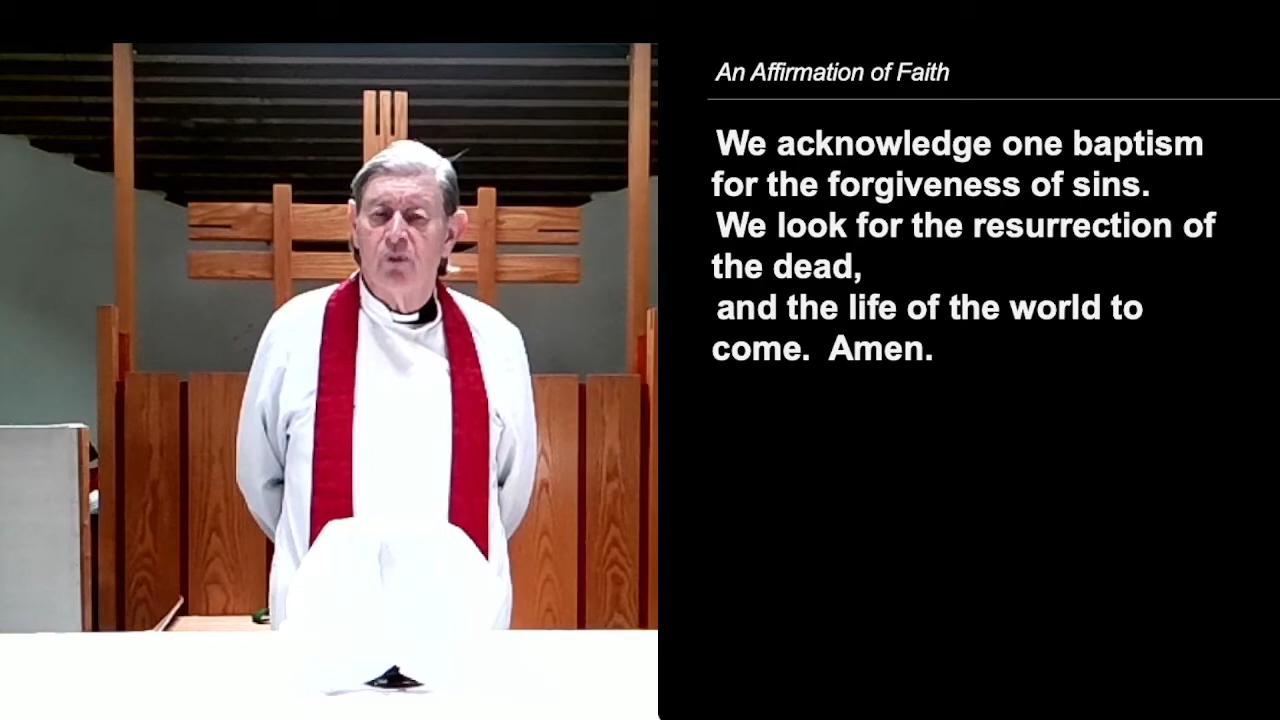 An Affirmation of Faith
We acknowledge one baptism
for the forgiveness of sins.
We look for the resurrection of
the dead,
and the life of the world to
come.  Amen.